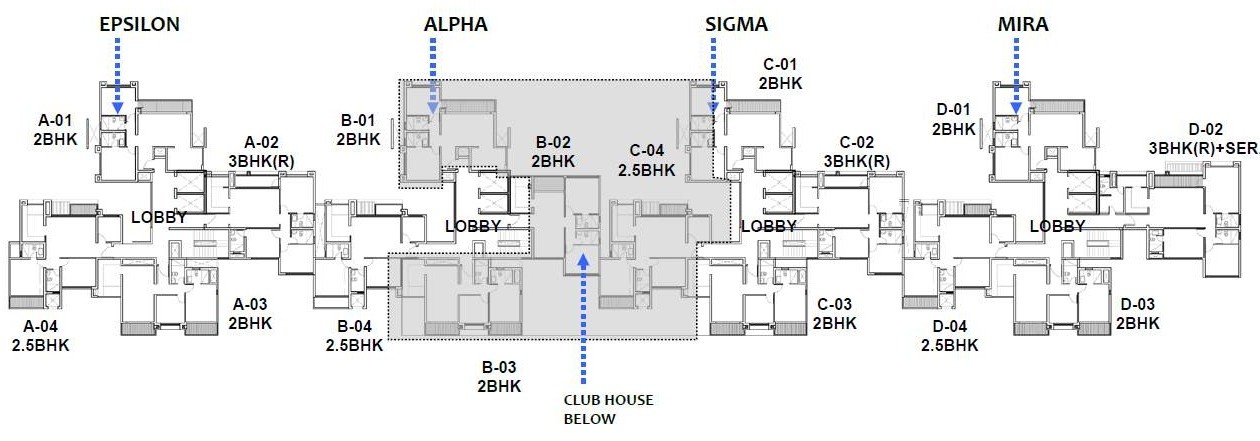 EPSILON
ALPHA
SIGMA
MIRA
A-01
2BHK
A-02
3BHK(R)
LOBBY
A-03
2BHK
A-04
2.5BHK
B-01
2BHK
B-02
2BHK
LOBBY
B-04
2.5BHK
B-03
2BHK
CLUB HOUSE
BELOW
C-01
2BHK
C-04
2.5BHK
C-02
3BHK(R)
LOBBY
C-03
2BHK
D-01
2BHK
D-02
3BHK(R)+SER.
LOBBY
D-04
2.5BHK
D-03
2BHK